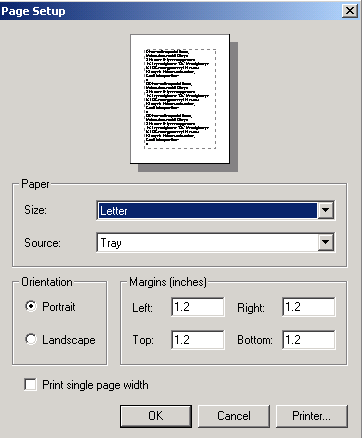 Page Setup
Paper
Size: Letter
Source: Tray
Orientation
Portrait
Landscape
Margins (inches)
Left: 1.2 Right: 1.2
Top: 1.2 Bottom: 1.2
Print single page width
OK Cancel Printer...